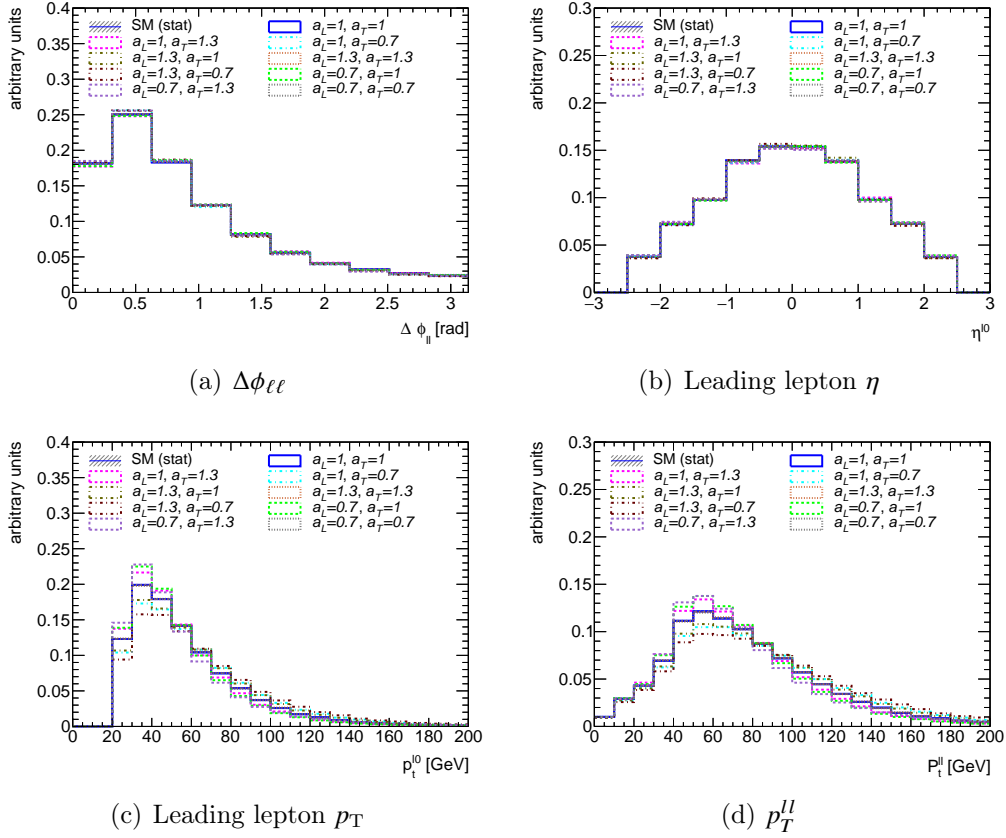 arbitrary units
0.4
0.35
0.3
0.25
0.2
0.15
0.1
0.05
0
SM (stat)
a_L=1, a_T=1
a_L=1, a_T=1.3
a_L=1, a_T=0.7
a_L=1.3, a_T=1
a_L=1.3, a_T=1.3
a_L=1.3, a_T=0.7
a_L=0.7, a_T=1
a_L=0.7, a_T=1.3
a_L=0.7, a_T=0.7
0 0.5 1 1.5 2 2.5 3
Δ ϕ_ll [rad]
(a) Δϕ_ℓℓ
arbitrary units
0.3
0.25
0.2
0.15
0.1
0.05
0
SM (stat)
a_L=1, a_T=1
a_L=1, a_T=1.3
a_L=1, a_T=0.7
a_L=1.3, a_T=1
a_L=1.3, a_T=1.3
a_L=1.3, a_T=0.7
a_L=0.7, a_T=1
a_L=0.7, a_T=1.3
a_L=0.7, a_T=0.7
−3 −2 −1 0 1 2 3
η^l0
(b) Leading lepton η
arbitrary units
0.4
0.35
0.3
0.25
0.2
0.15
0.1
0.05
0
SM (stat)
a_L=1, a_T=1
a_L=1, a_T=1.3
a_L=1, a_T=0.7
a_L=1.3, a_T=1
a_L=1.3, a_T=1.3
a_L=1.3, a_T=0.7
a_L=0.7, a_T=1
a_L=0.7, a_T=1.3
a_L=0.7, a_T=0.7
0 20 40 60 80 100 120 140 160 180 200
p_t^l0 [GeV]
(c) Leading lepton p_T
arbitrary units
0.3
0.25
0.2
0.15
0.1
0.05
0
SM (stat)
a_L=1, a_T=1
a_L=1, a_T=1.3
a_L=1, a_T=0.7
a_L=1.3, a_T=1
a_L=1.3, a_T=1.3
a_L=1.3, a_T=0.7
a_L=0.7, a_T=1
a_L=0.7, a_T=1.3
a_L=0.7, a_T=0.7
0 20 40 60 80 100 120 140 160 180 200
P_t^ll [GeV]
(d) p_T^ll